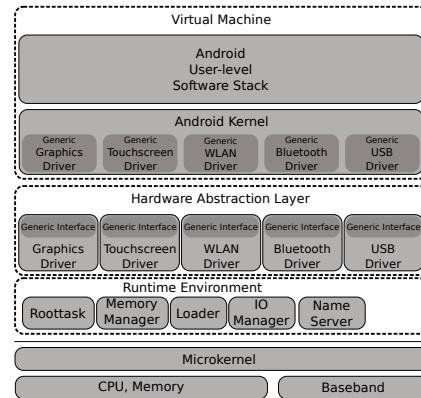 Virtual Machine
Android
User-level
Software Stack
Android Kernel
Generic Generic Generic Generic Generic
Graphics Touchscreen WLAN Bluetooth USB
Driver Driver Driver Driver Driver
Hardware Abstraction Layer
Generic Interface Generic Interface Generic Interface Generic Interface Generic Interface
Graphics Touchscreen WLAN Bluetooth USB
Driver Driver Driver Driver Driver
Runtime Environment
Roottask Memory Manager Loader IO Manager Name Server
Microkernel
CPU, Memory Baseband